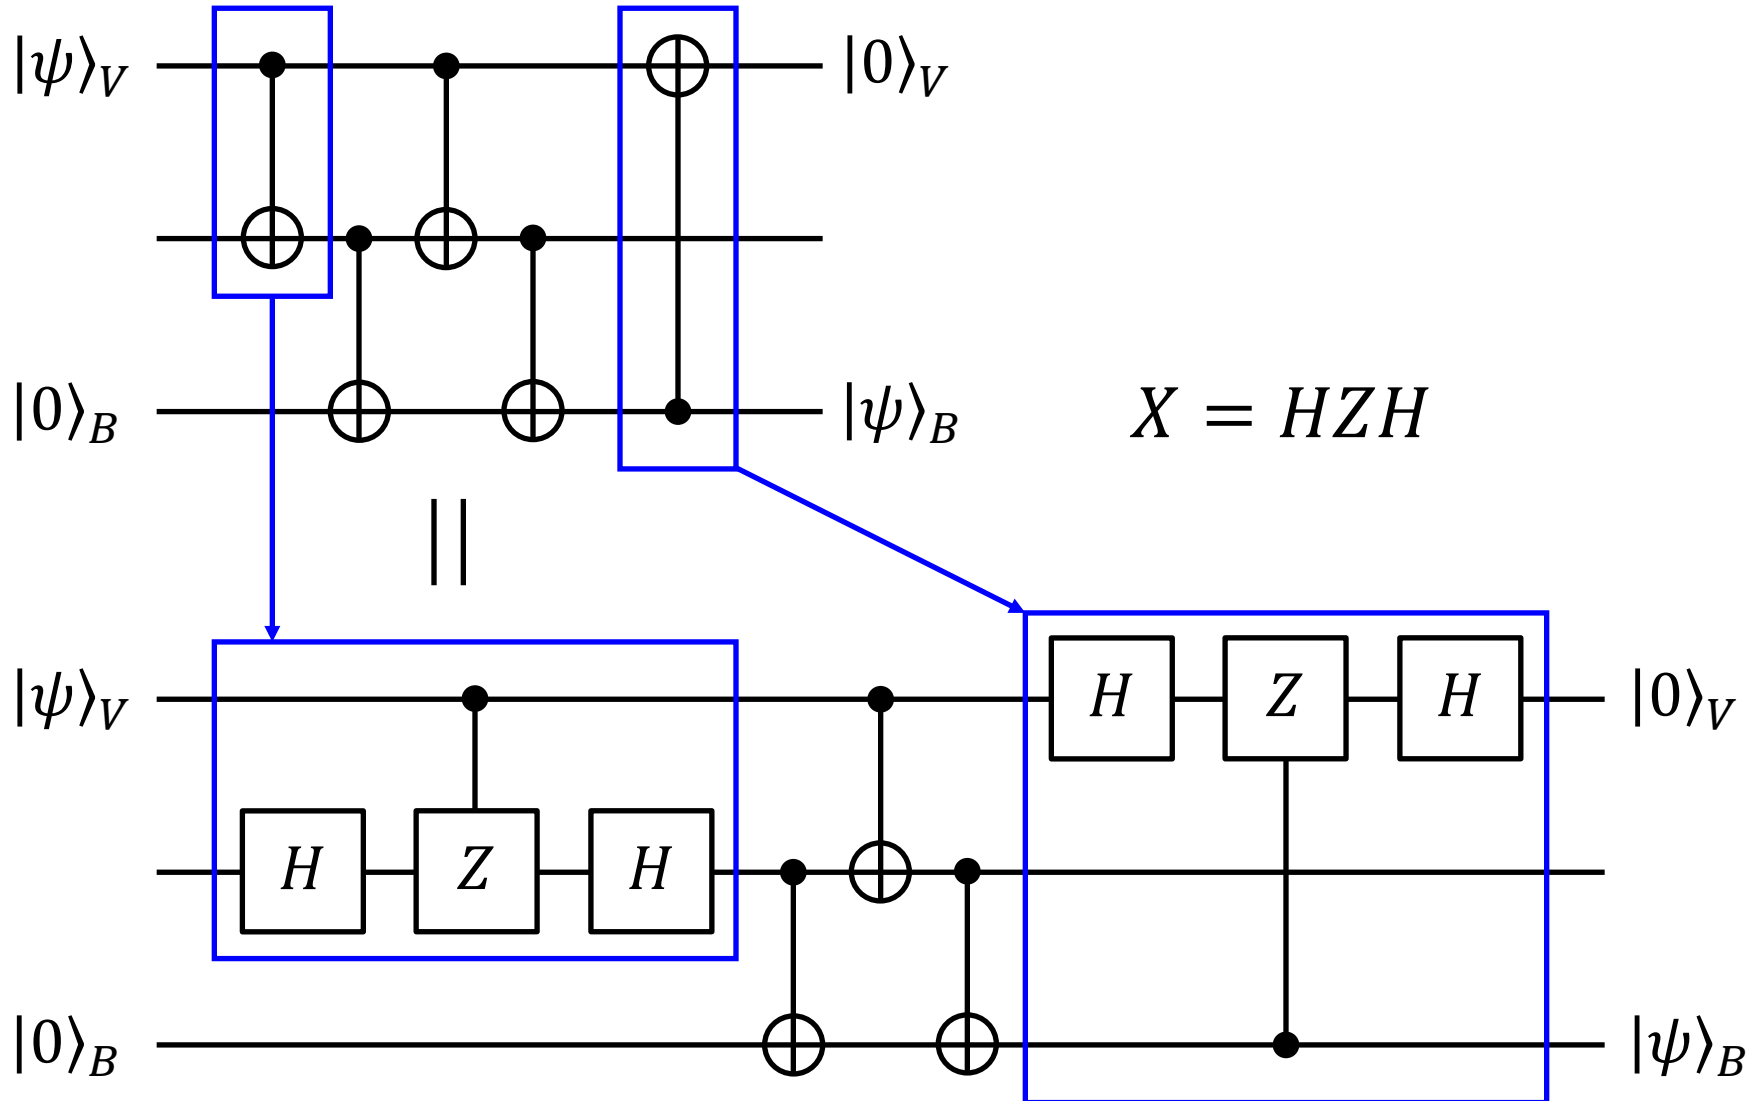 |ψ⟩V |0⟩V
|0⟩B |ψ⟩B X = HZH
||
H Z H
|ψ⟩V |0⟩V
H Z H
|0⟩B |ψ⟩B